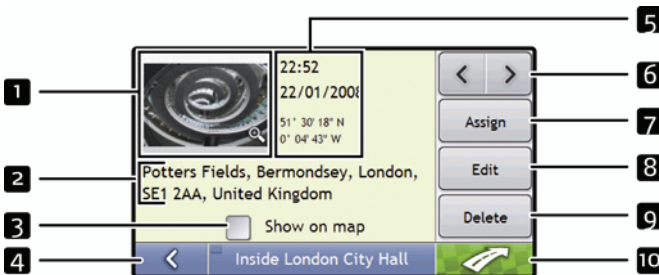 1
2
3
4
22:52
22/01/2008
51° 30' 18" N
0° 04' 43" W
Potters Fields, Bermondsey, London,
SE1 2AA, United Kingdom
Show on map
Inside London City Hall
Assign
Edit
Delete
5
6
7
8
9
10